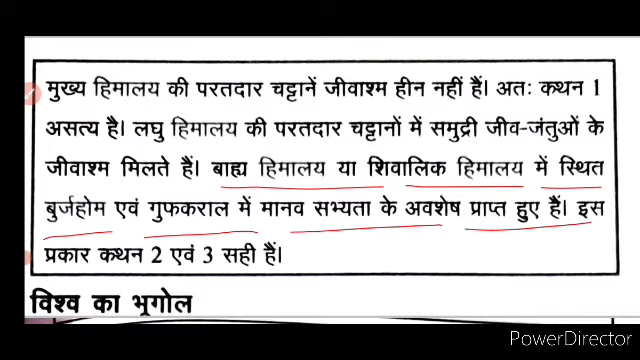 मुख्य हिमालय की परतदार चट्टानें जीवाश्म हीन नहीं हैं। अतः कथन 1
असत्य है। लघु हिमालय की परतदार चट्टानों में समुद्री जीव-जंतुओं के
जीवाश्म मिलते हैं। बाह्य हिमालय या शिवालिक हिमालय में स्थित
बुर्जहोम एवं गुफकराल में मानव सभ्यता के अवशेष प्राप्त हुए हैं। इस
प्रकार कथन 2 एवं 3 सही हैं।
विश्व का भूगोल
PowerDirector